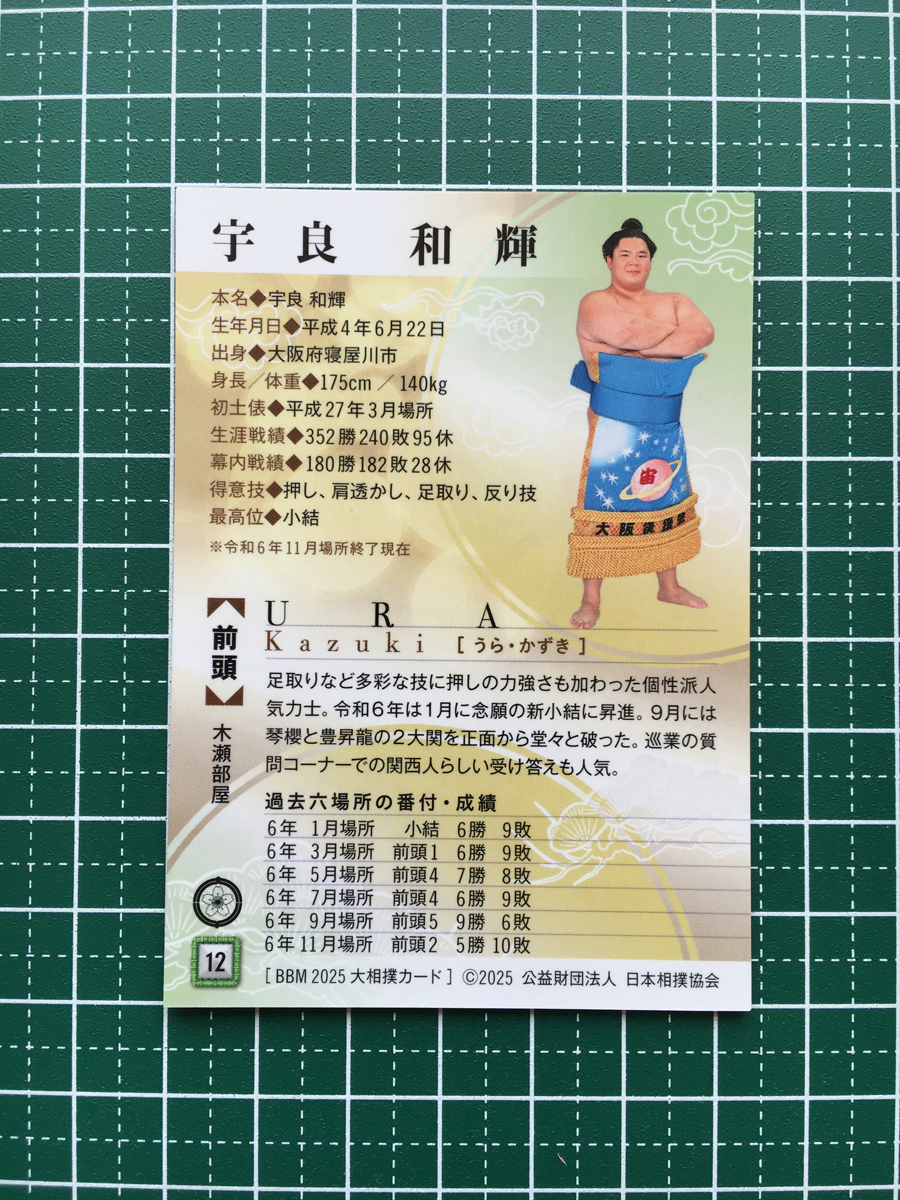 宇良 和輝
本名◆宇良 和輝
生年月日◆平成4年6月22日
出身◆大阪府寝屋川市
身長／体重◆175cm ／ 140kg
初土俵◆平成27年3月場所
生涯戦績◆352勝240敗95休
幕内戦績◆180勝182敗28休
得意技◆押し、肩透かし、足取り、反り技
最高位◆小結
※令和6年11月場所終了現在
宙
大阪後援会
前頭
木瀬部屋
URA
Kazuki [うら・かずき]
足取りなど多彩な技に押しの力強さも加わった個性派人
気力士。令和6年は1月に念願の新小結に昇進。9月には
琴櫻と豊昇龍の2大関を正面から堂々と破った。巡業の質
問コーナーでの関西人らしい受け答えも人気。
過去六場所の番付・成績
6年 1月場所 小結 6勝 9敗
6年 3月場所 前頭1 6勝 9敗
6年 5月場所 前頭4 7勝 8敗
6年 7月場所 前頭4 6勝 9敗
6年 9月場所 前頭5 9勝 6敗
6年11月場所 前頭2 5勝10敗
12
[BBM 2025 大相撲カード] ©2025 公益財団法人 日本相撲協会